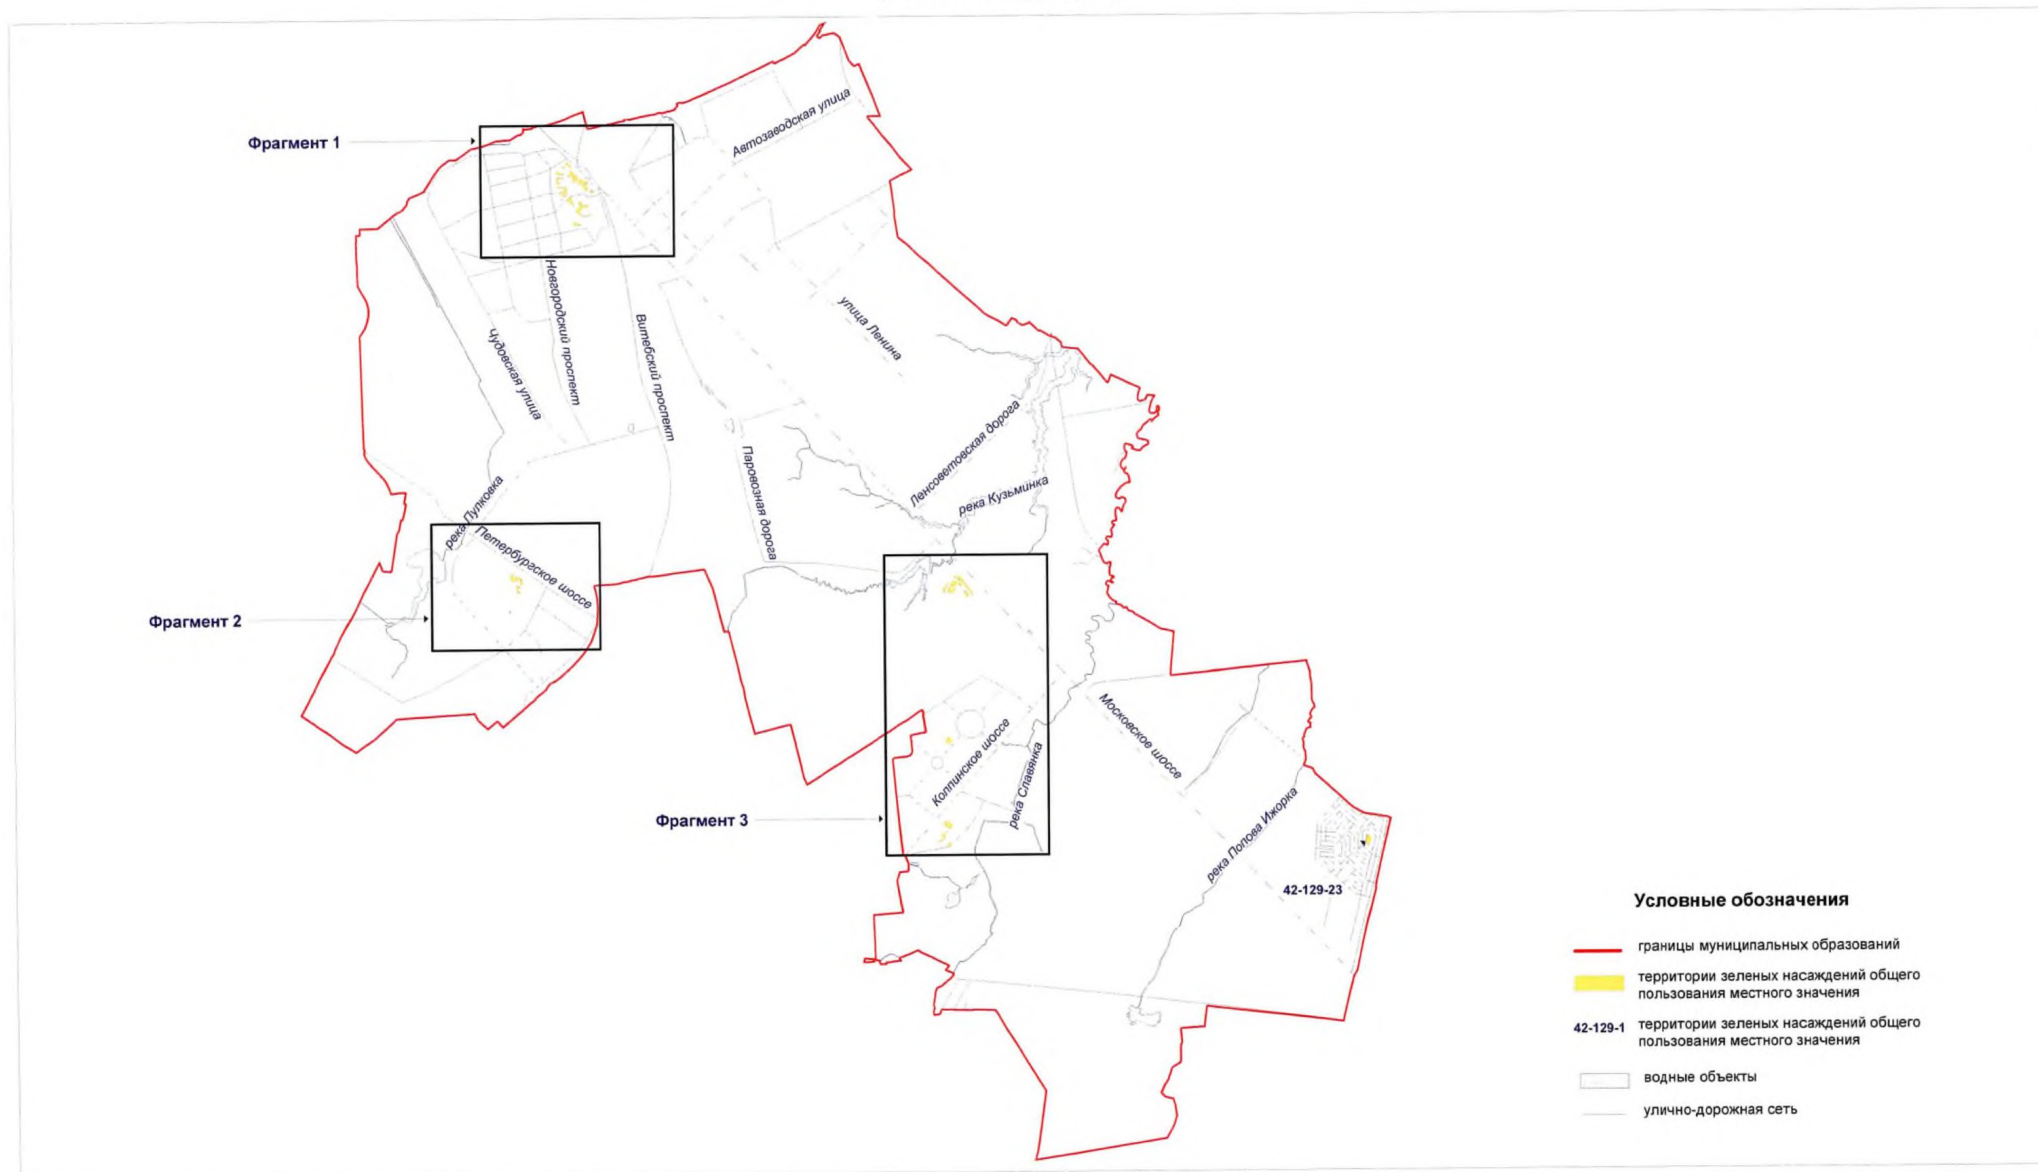 Фрагмент 1
Автозаводская улица
Новгородский проспект
Витебский проспект
Чудовская улица
улица Ленина
Ленсоветовская дорога
Паровозная дорога
река Кузьминка
река Пулковка
Петербургское шоссе
Фрагмент 2
Московское шоссе
Колпинское шоссе
река Славянка
Фрагмент 3
река Попова Ижорка
42-129-23
Условные обозначения
границы муниципальных образований
территории зеленых насаждений общего
пользования местного значения
42-129-1 территории зеленых насаждений общего
пользования местного значения
водные объекты
улично-дорожная сеть